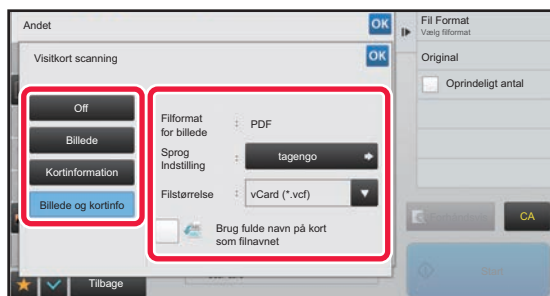 Andet
OK
Visitkort scanning
OK
Off
Billede
Kortinformation
Billede og kortinfo
Filformat
for billede
:
PDF
Sprog
Indstilling
:
tagengo
Filstørrelse
:
vCard (*.vcf)
Brug fulde navn på kort
som filnavnet
Tilbage
Fil Format
Vælg filformat
Original
Oprindeligt antal
CA